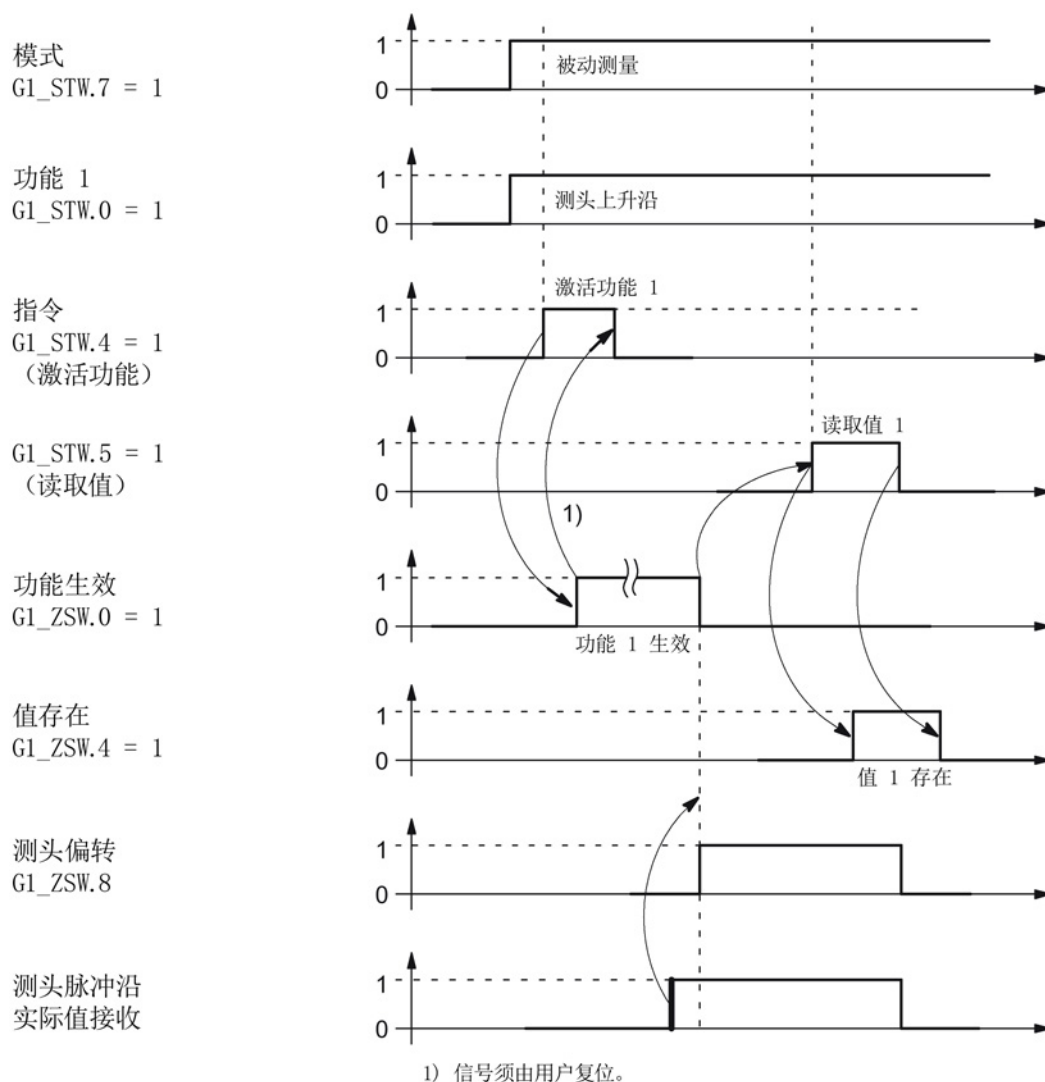 模式
G1_STW.7 = 1
1
0
被动测量
功能 1
G1_STW.0 = 1
1
0
测头上升沿
指令
G1_STW.4 = 1
（激活功能）
激活功能 1
1
0
G1_STW.5 = 1
（读取值）
读取值 1
1
0
1)
功能生效
G1_ZSW.0 = 1
1
0
功能 1 生效
值存在
G1_ZSW.4 = 1
1
0
值 1 存在
测头偏转
G1_ZSW.8
1
0
测头脉冲沿
实际值接收
1
0
1) 信号须由用户复位。